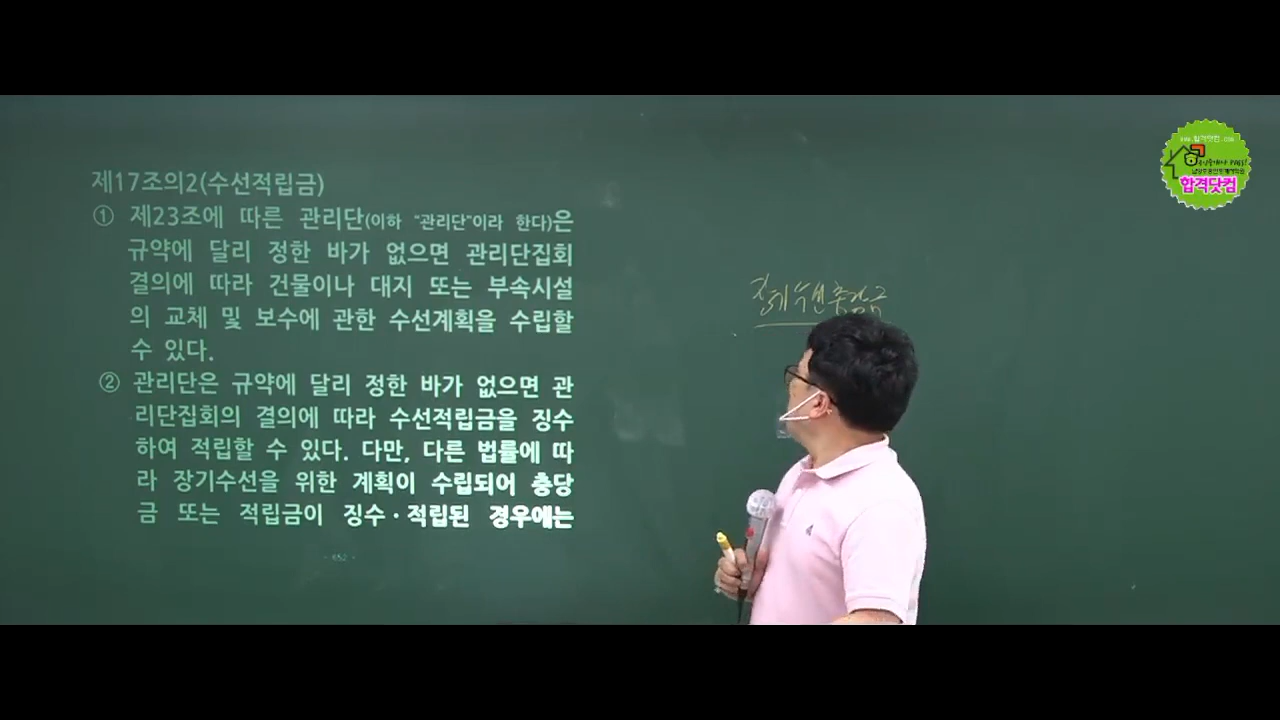 제17조의2(수선적립금)
① 제23조에 따른 관리단(이하 "관리단"이라 한다)은
규약에 달리 정한 바가 없으면 관리단집회
결의에 따라 건물이나 대지 또는 부속시설
의 교체 및 보수에 관한 수선계획을 수립할
수 있다.
② 관리단은 규약에 달리 정한 바가 없으면 관
리단집회의 결의에 따라 수선적립금을 징수
하여 적립할 수 있다. 다만, 다른 법률에 따
라 장기수선을 위한 계획이 수립되어 충당
금 또는 적립금이 징수·적립된 경우에는
- 652 -
합격닷컴